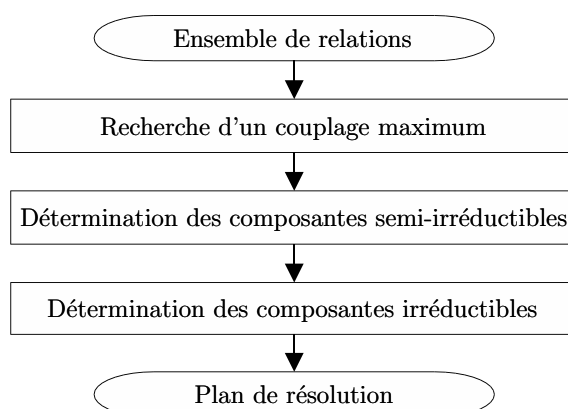 Ensemble de relations
Recherche d'un couplage maximum
Détermination des composantes semi-irréductibles
Détermination des composantes irréductibles
Plan de résolution